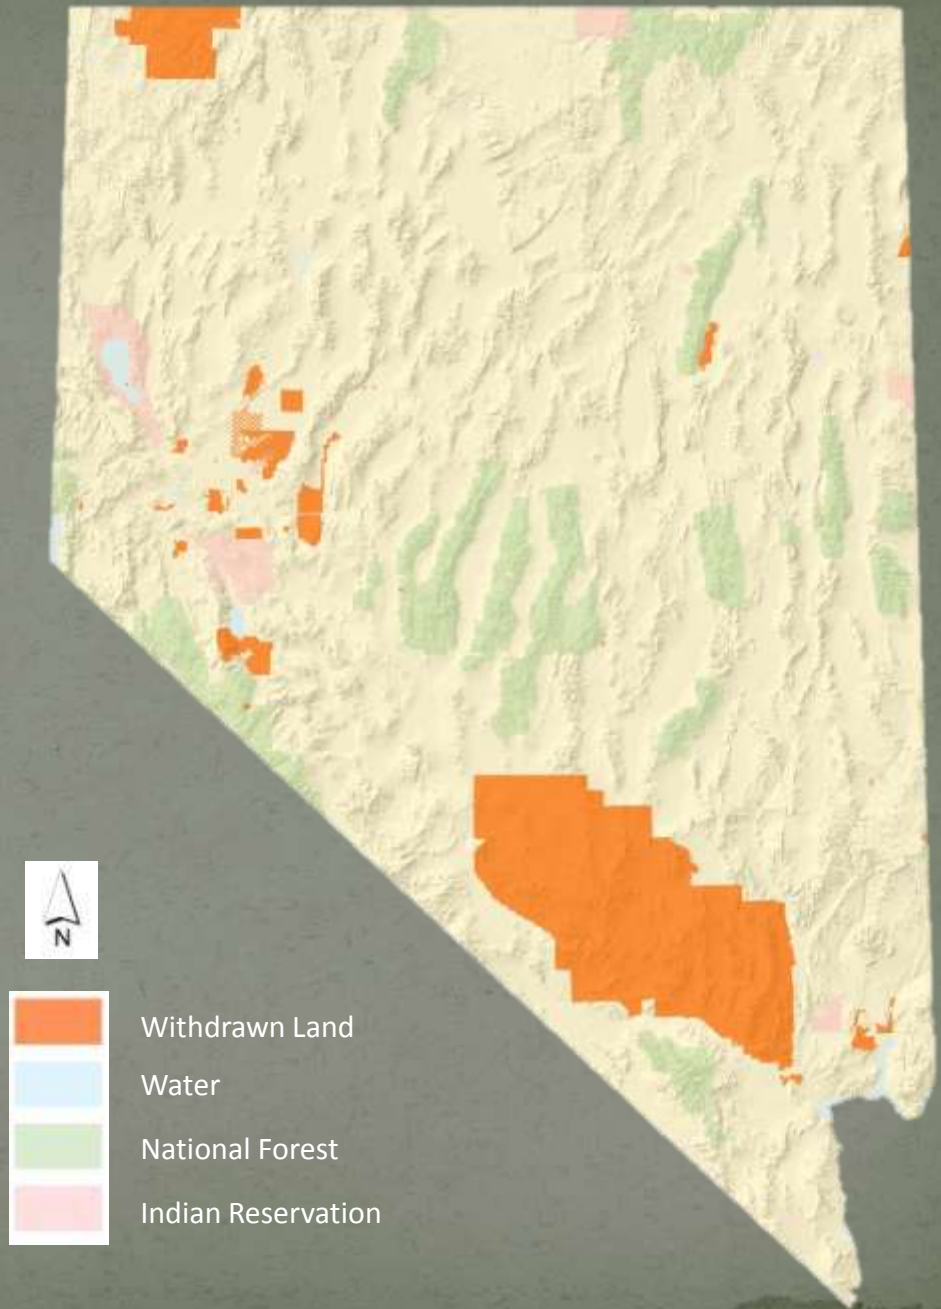 N
Withdrawn Land
Water
National Forest
Indian Reservation